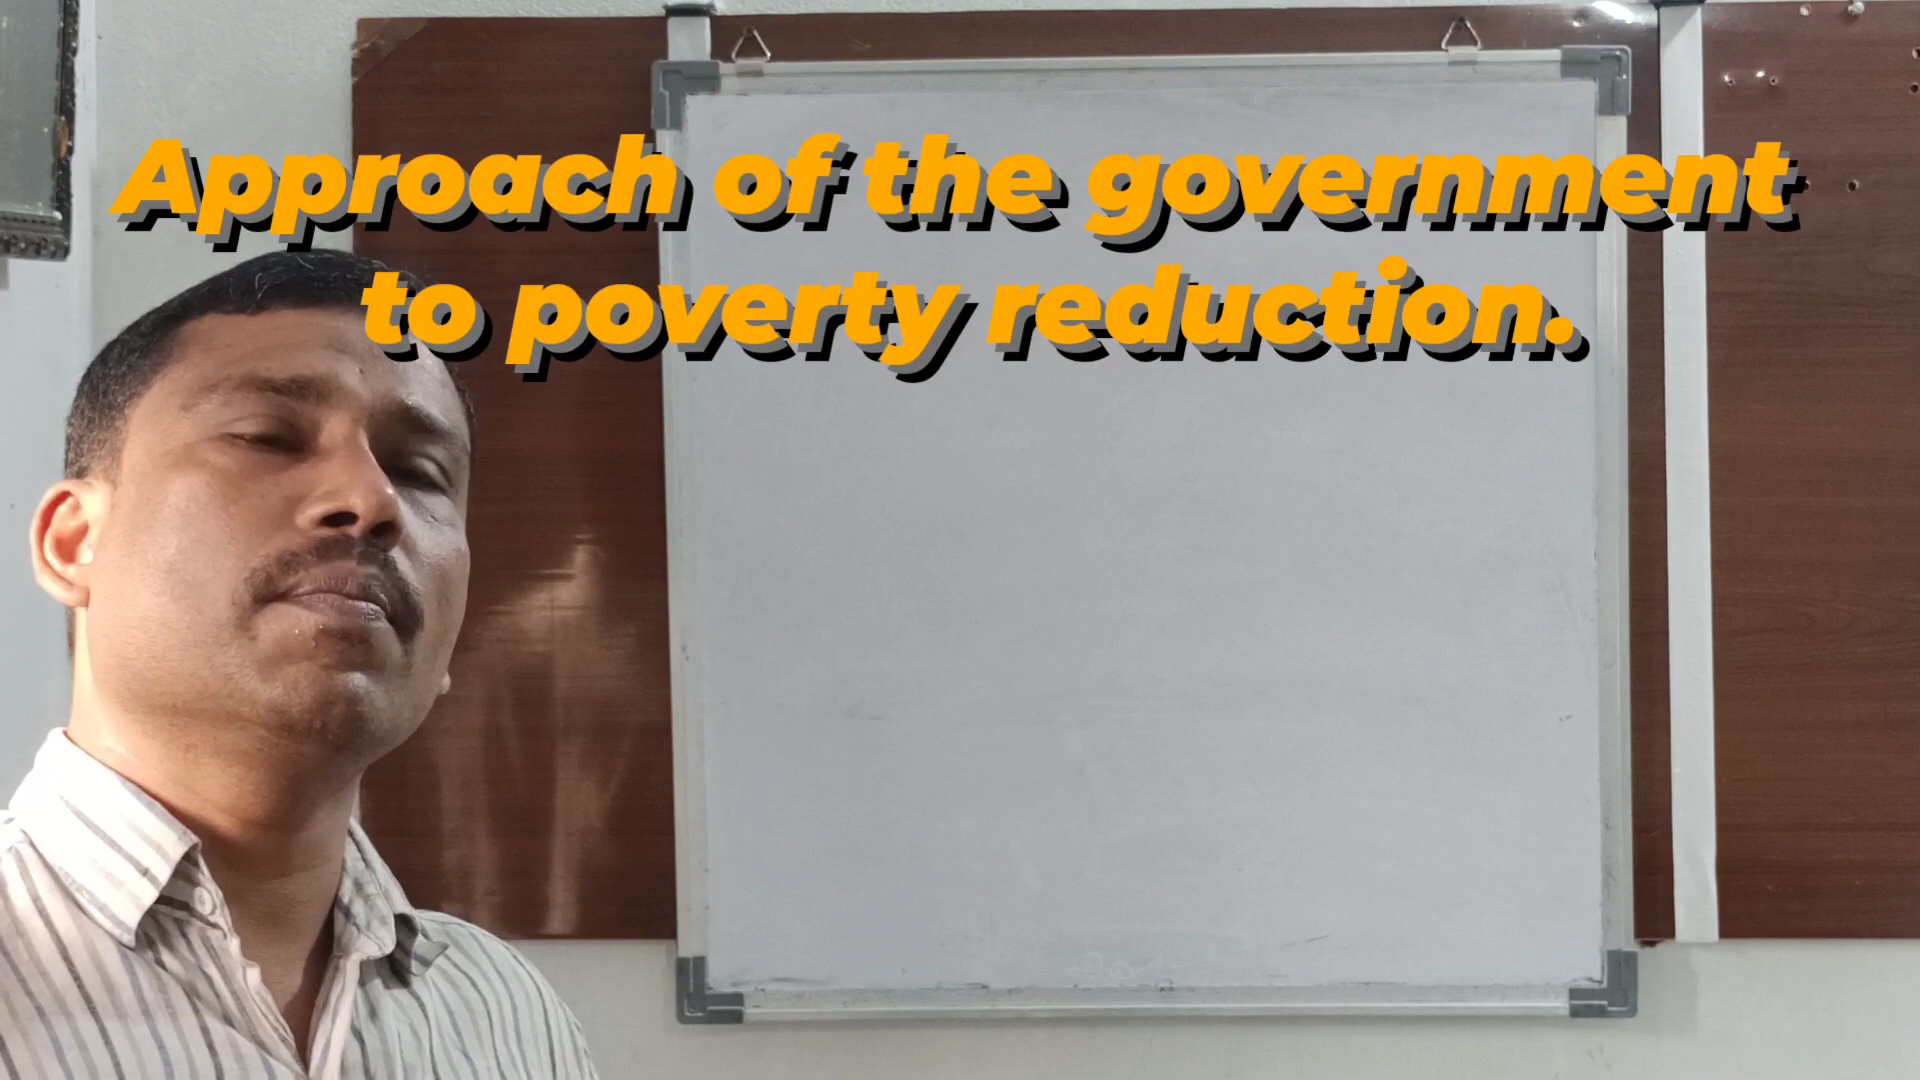 Approach of the government
to poverty reduction.